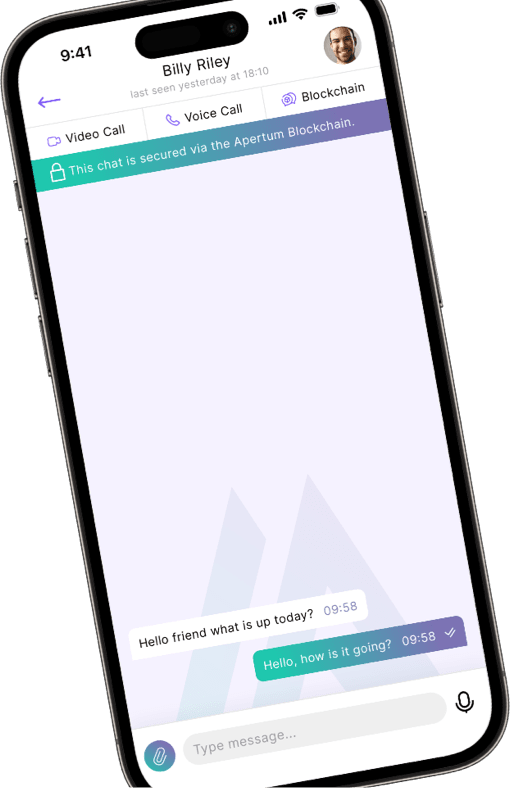 9:41
Billy Riley
last seen yesterday at 18:10
Video Call
Voice Call
Blockchain
This chat is secured via the Apertum Blockchain.
Hello friend what is up today? 09:58
Hello, how is it going? 09:58
Type message...